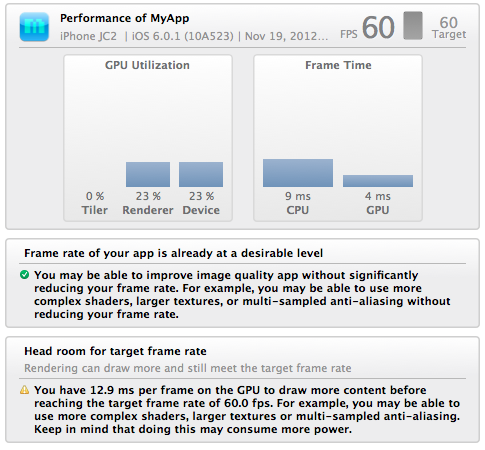 Performance of MyApp
iPhone JC2 | iOS 6.0.1 (10A523) | Nov 19, 2012...
FPS 60
60
Target
GPU Utilization
0 %
Tiler
23 %
Renderer
23 %
Device
Frame Time
9 ms
CPU
4 ms
GPU
Frame rate of your app is already at a desirable level
You may be able to improve image quality app without significantly
reducing your frame rate. For example, you may be able to use more
complex shaders, larger textures, or multi-sampled anti-aliasing without
reducing your frame rate.
Head room for target frame rate
Rendering can draw more and still meet the target frame rate
You have 12.9 ms per frame on the GPU to draw more content before
reaching the target frame rate of 60.0 fps. For example, you may be able to
use more complex shaders, larger textures or multi-sampled anti-aliasing.
Keep in mind that doing this may consume more power.